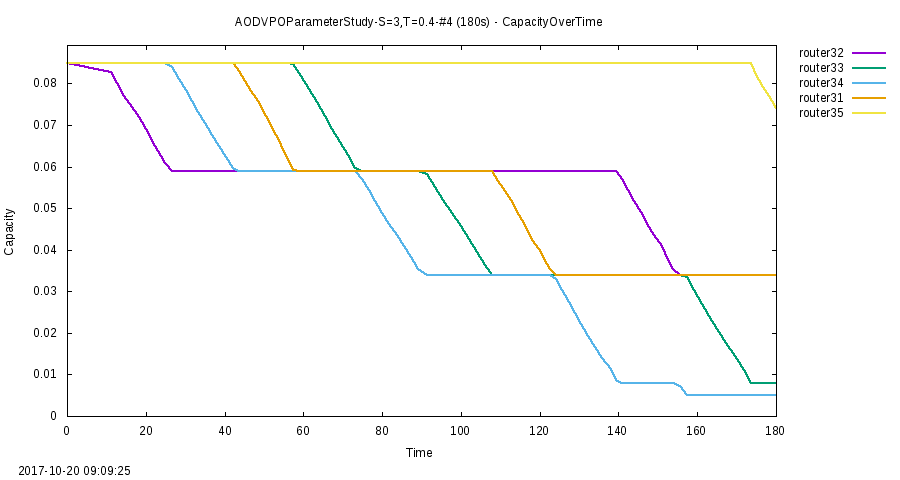 AODVPOParameterStudy-S=3,T=0.4-#4 (180s) - CapacityOverTime
router32
router33
router34
router31
router35
0.08
0.07
0.06
0.05
0.04
0.03
0.02
0.01
0
Capacity
0 20 40 60 80 100 120 140 160 180
Time
2017-10-20 09:09:25